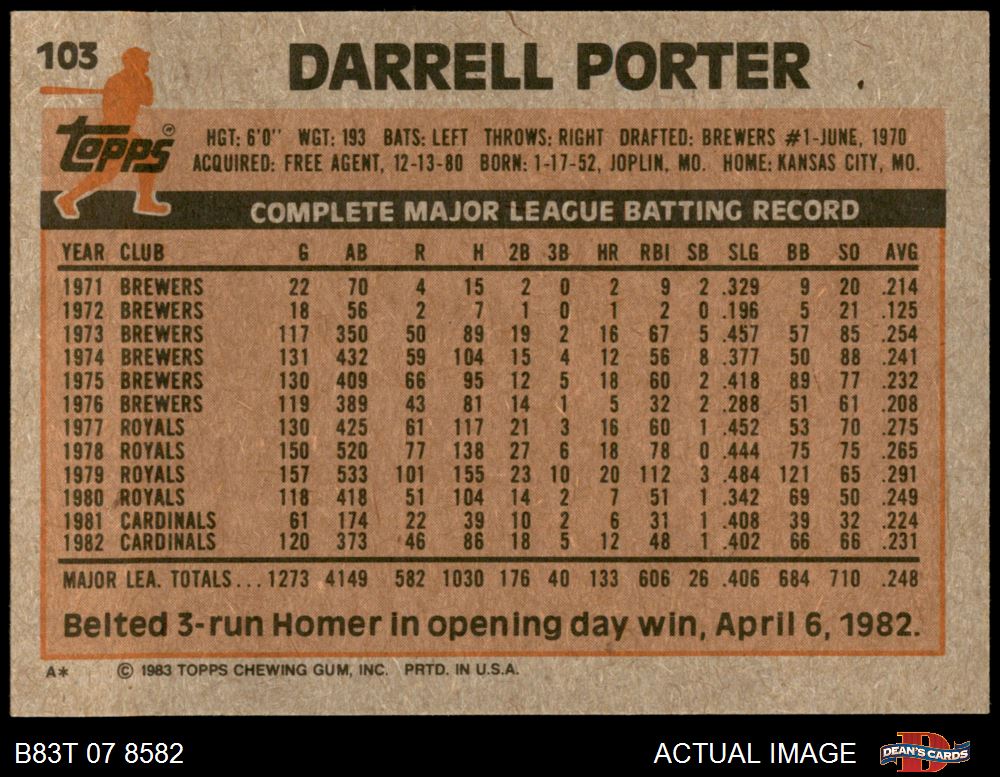 103
DARRELL PORTER
topps®
HGT: 6'0" WGT: 193 BATS: LEFT THROWS: RIGHT DRAFTED: BREWERS #1-JUNE, 1970
ACQUIRED: FREE AGENT, 12-13-80 BORN: 1-17-52, JOPLIN, MO. HOME: KANSAS CITY, MO.
COMPLETE MAJOR LEAGUE BATTING RECORD
YEAR CLUB G AB R H 2B 3B HR RBI SB SLG BB SO AVG
1971 BREWERS 22 70 4 15 2 0 2 9 2 .329 9 20 .214
1972 BREWERS 18 56 2 7 1 0 1 2 0 .196 5 21 .125
1973 BREWERS 117 350 50 89 19 2 16 67 5 .457 57 85 .254
1974 BREWERS 131 432 59 104 15 4 12 56 8 .377 50 88 .241
1975 BREWERS 130 409 66 95 12 5 18 60 2 .418 89 77 .232
1976 BREWERS 119 389 43 81 14 1 5 32 2 .288 51 61 .208
1977 ROYALS 130 425 61 117 21 3 16 60 1 .452 53 70 .275
1978 ROYALS 150 520 77 138 27 6 18 78 0 .444 75 75 .265
1979 ROYALS 157 533 101 155 23 10 20 112 3 .484 121 65 .291
1980 ROYALS 118 418 51 104 14 2 7 51 1 .342 69 50 .249
1981 CARDINALS 61 174 22 39 10 2 6 31 1 .408 39 32 .224
1982 CARDINALS 120 373 46 86 18 5 12 48 1 .402 66 66 .231
MAJOR LEA. TOTALS... 1273 4149 582 1030 176 40 133 606 26 .406 684 710 .248
Belted 3-run Homer in opening day win, April 6, 1982.
A* © 1983 TOPPS CHEWING GUM, INC. PRTD. IN U.S.A.
B83T 07 8582 ACTUAL IMAGE DEAN'S CARDS